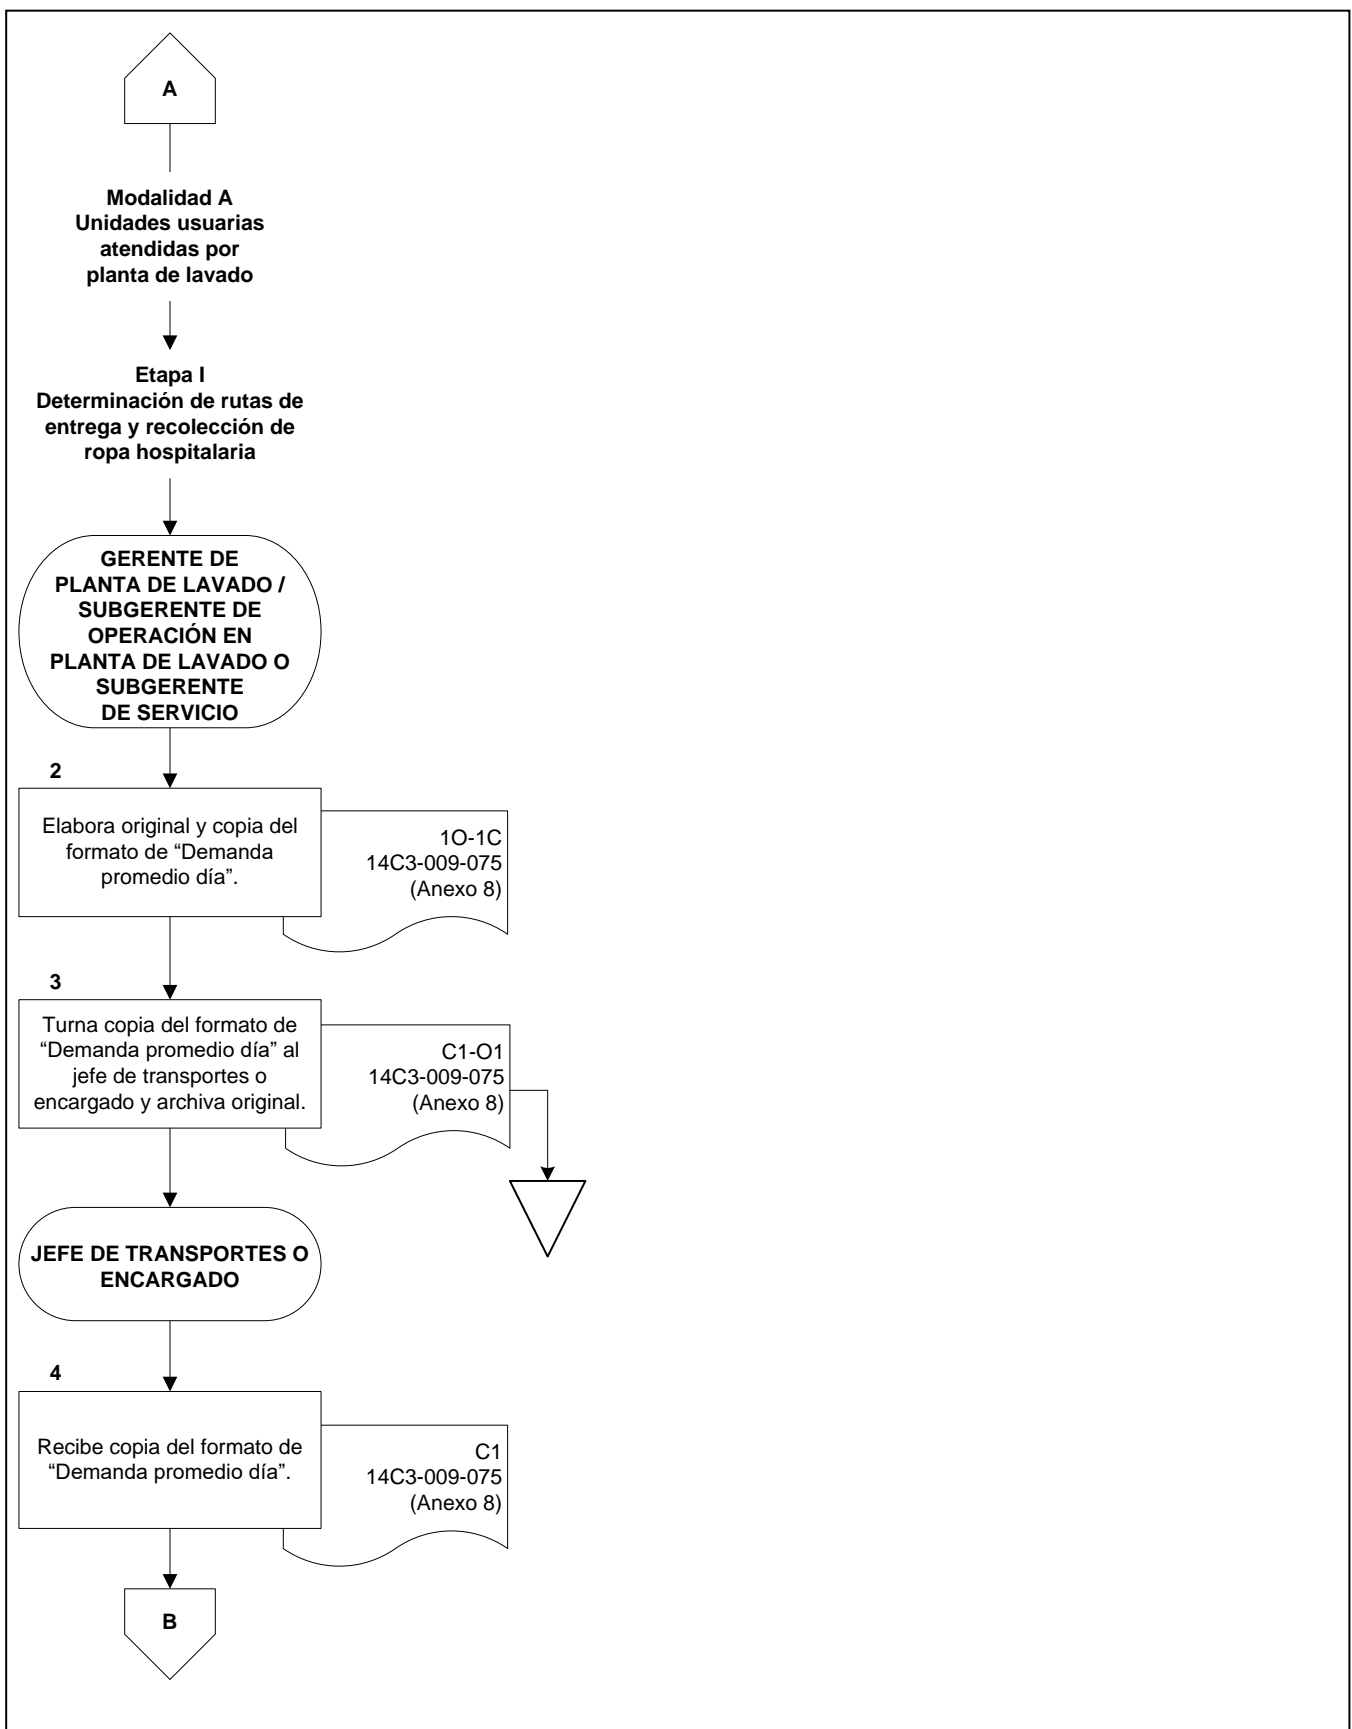 A
Modalidad A
Unidades usuarias
atendidas por
planta de lavado
Etapa I
Determinación de rutas de
entrega y recolección de
ropa hospitalaria
GERENTE DE
PLANTA DE LAVADO /
SUBGERENTE DE
OPERACIÓN EN
PLANTA DE LAVADO O
SUBGERENTE
DE SERVICIO
2
Elabora original y copia del
formato de “Demanda
promedio día”.
1O-1C
14C3-009-075
(Anexo 8)
3
Turna copia del formato de
“Demanda promedio día” al
jefe de transportes o
encargado y archiva original.
C1-O1
14C3-009-075
(Anexo 8)
JEFE DE TRANSPORTES O
ENCARGADO
4
Recibe copia del formato de
“Demanda promedio día”.
C1
14C3-009-075
(Anexo 8)
B